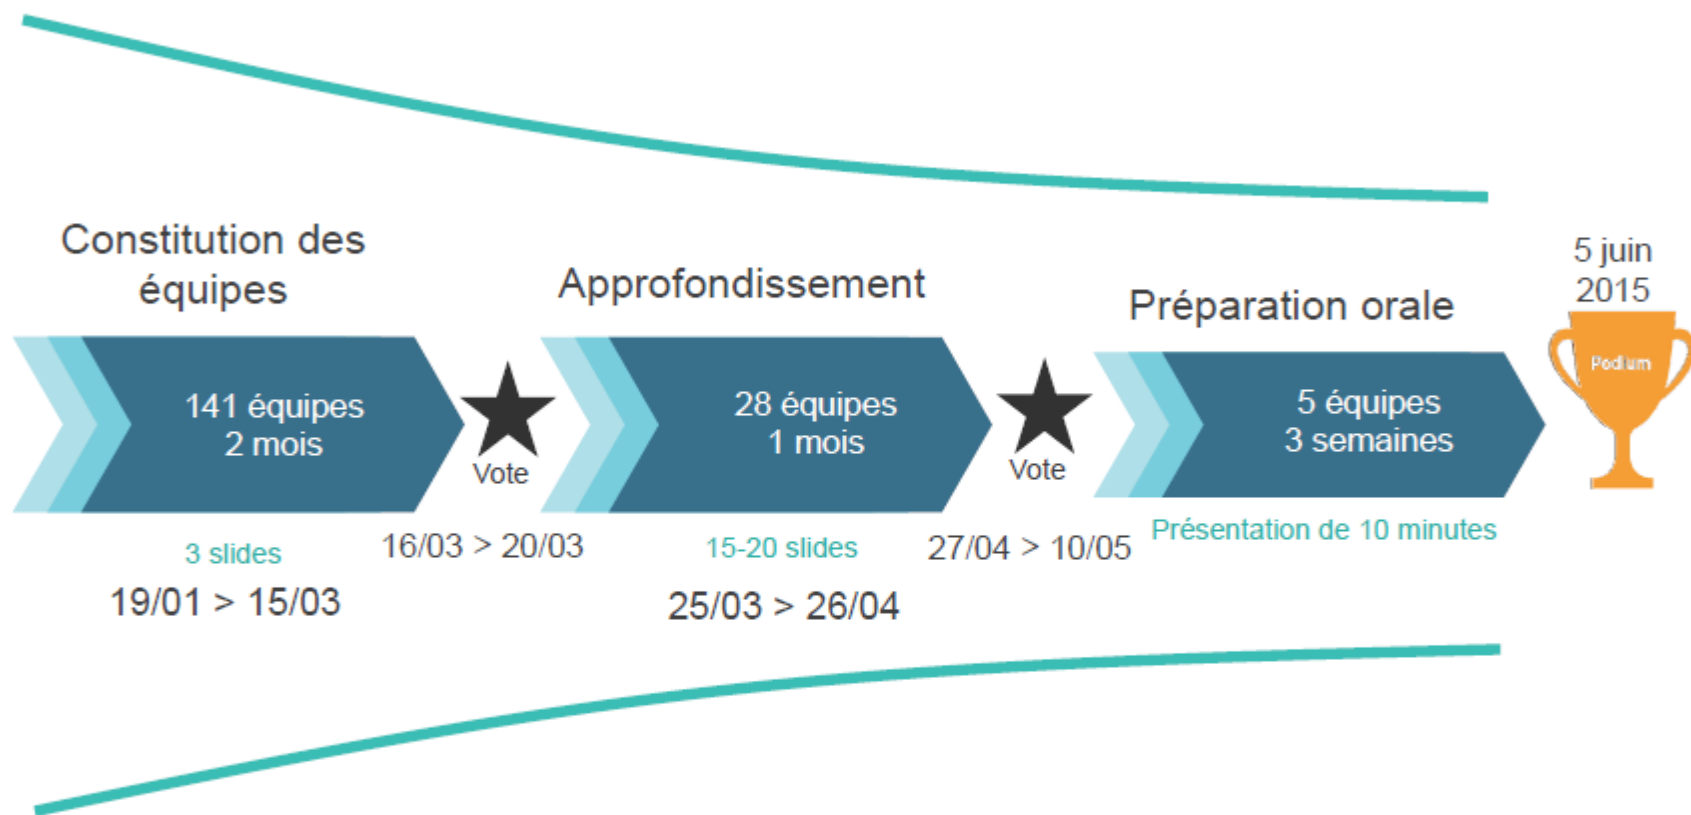 Constitution des
équipes
141 équipes
2 mois
3 slides
19/01 > 15/03
Vote
16/03 > 20/03
Approfondissement
28 équipes
1 mois
15-20 slides
25/03 > 26/04
Vote
27/04 > 10/05
Préparation orale
5 équipes
3 semaines
Présentation de 10 minutes
5 juin
2015
Podium